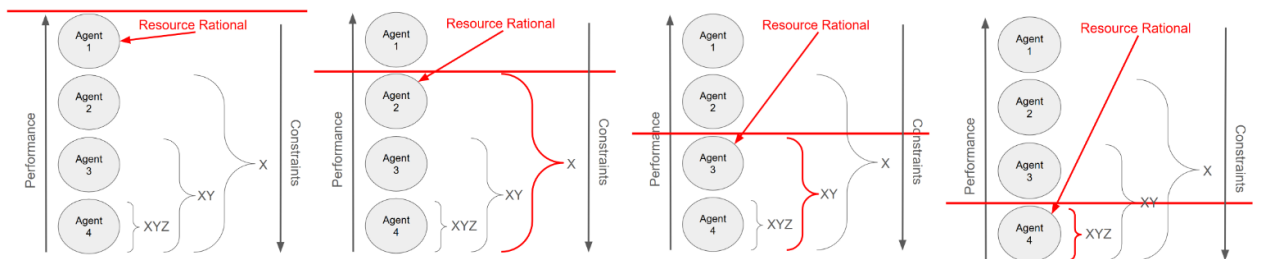 Resource Rational
Agent
1
Agent
2
Agent
3
Agent
4
X
XY
XYZ
Performance
Constraints
Resource Rational
Agent
1
Agent
2
Agent
3
Agent
4
X
XY
XYZ
Performance
Constraints
Resource Rational
Agent
1
Agent
2
Agent
3
Agent
4
X
XY
XYZ
Performance
Constraints
Resource Rational
Agent
1
Agent
2
Agent
3
Agent
4
X
XY
XYZ
Performance
Constraints